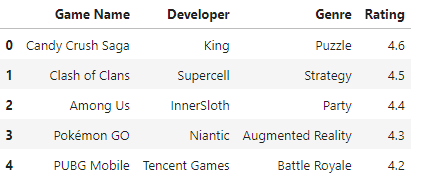 Game Name Developer Genre Rating
0 Candy Crush Saga King Puzzle 4.6
1 Clash of Clans Supercell Strategy 4.5
2 Among Us InnerSloth Party 4.4
3 Pokémon GO Niantic Augmented Reality 4.3
4 PUBG Mobile Tencent Games Battle Royale 4.2